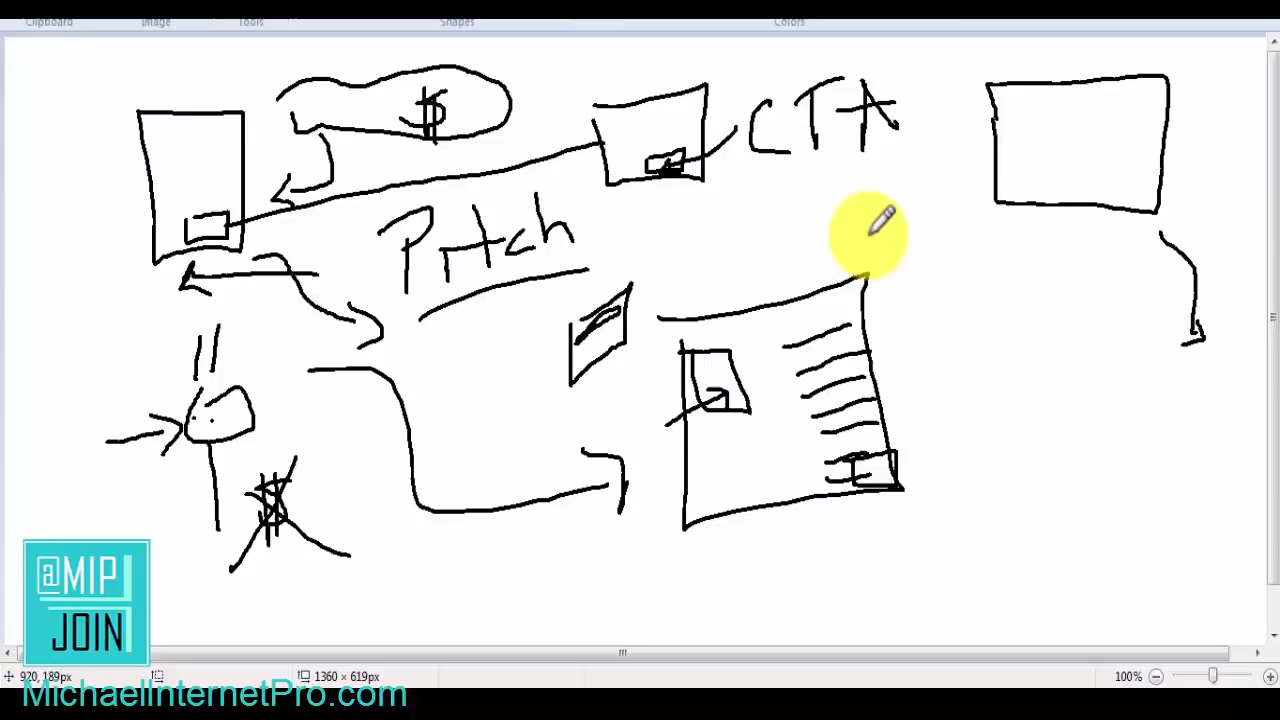 Clipboard Image Tools Shapes Colors
$
CTA
Pitch
$
@MIP
JOIN
920, 189px
1360 × 619px
100%
MichaelInternetPro.com